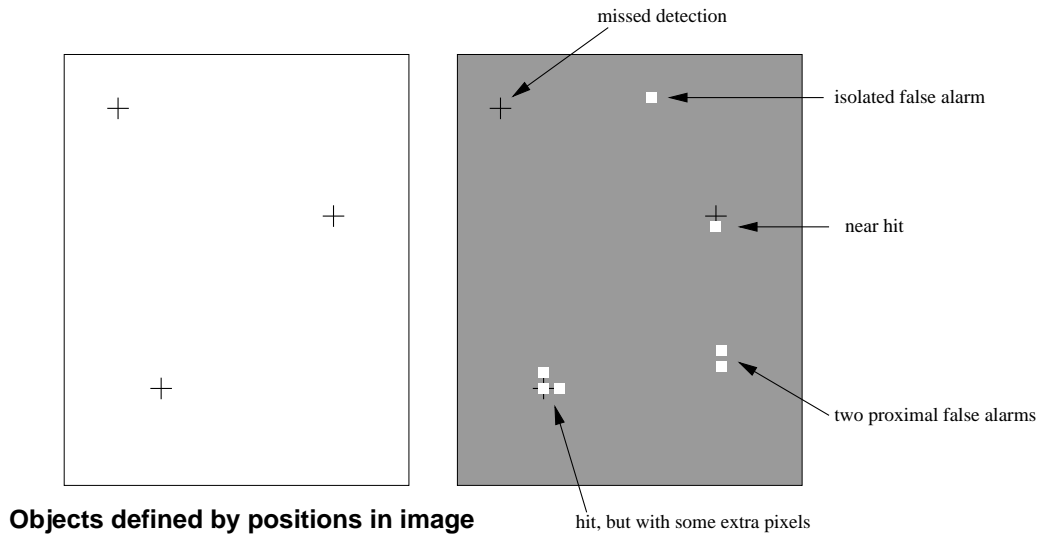 missed detection
isolated false alarm
near hit
two proximal false alarms
Objects defined by positions in image
hit, but with some extra pixels